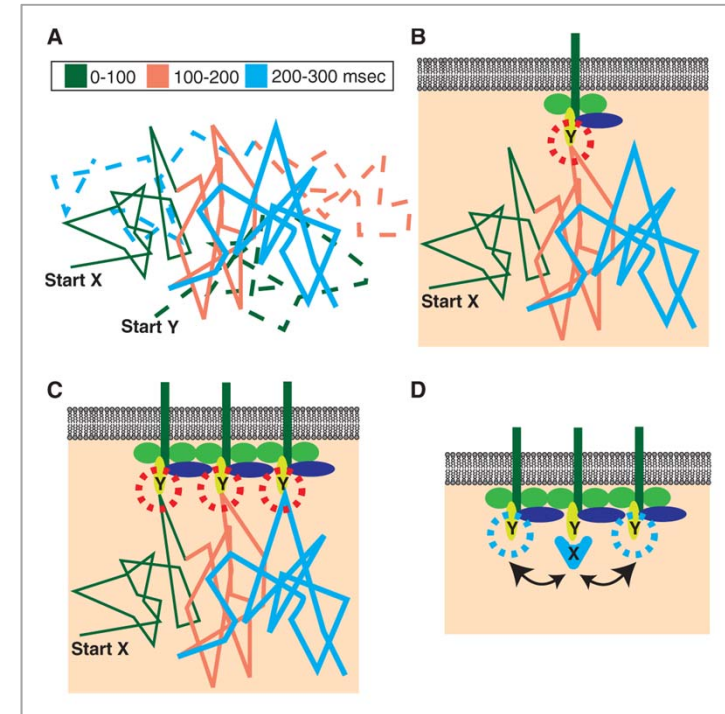 A
0-100 100-200 200-300 msec
Start X
Start Y
B
Y
Start X
C
Y Y Y
Start X
D
Y Y Y
X